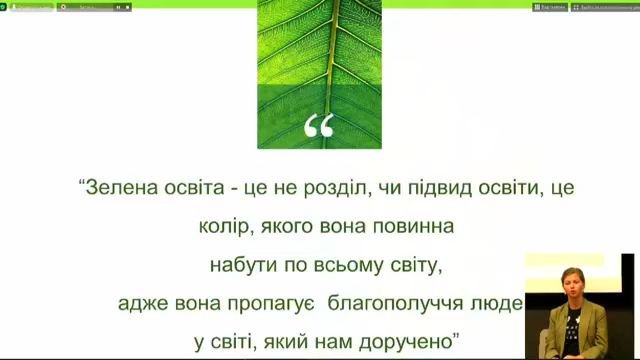 “Зелена освіта - це не розділ, чи підвид освіти, це
колір, якого вона повинна
набути по всьому світу,
адже вона пропагує благополуччя люде
у світі, який нам доручено”